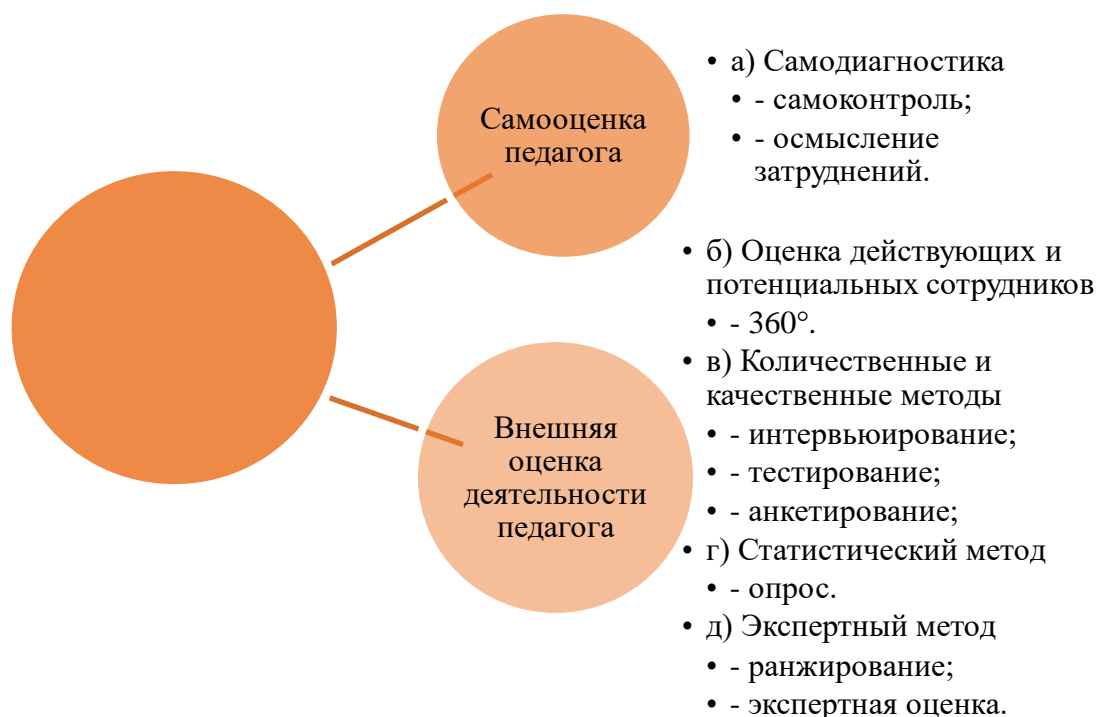 Самооценка
педагога
• а) Самодиагностика
• - самоконтроль;
• - осмысление
затруднений.
Внешняя
оценка
деятельности
педагога
• б) Оценка действующих и
потенциальных сотрудников
• - 360°.
• в) Количественные и
качественные методы
• - интервьюирование;
• - тестирование;
• - анкетирование;
• г) Статистический метод
• - опрос.
• д) Экспертный метод
• - ранжирование;
• - экспертная оценка.